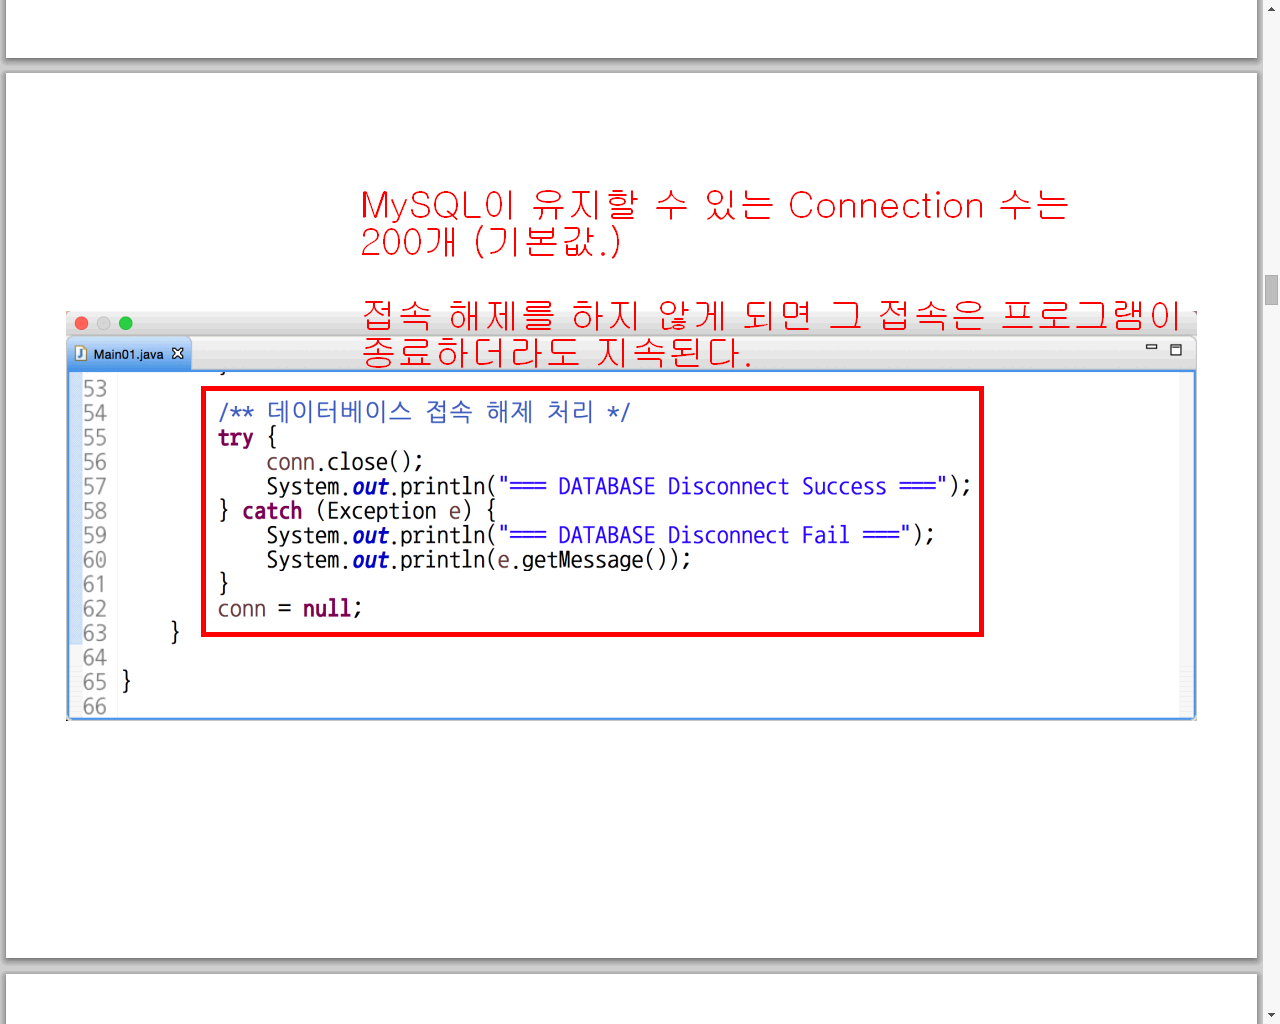 MySQL이 유지할 수 있는 Connection 수는
200개 (기본값.)
접속 해제를 하지 않게 되면 그 접속은 프로그램이
종료하더라도 지속된다.
Main01.java
53
54 /** 데이터베이스 접속 해제 처리 */
55 try {
56 conn.close();
57 System.out.println("=== DATABASE Disconnect Success ===");
58 } catch (Exception e) {
59 System.out.println("=== DATABASE Disconnect Fail ===");
60 System.out.println(e.getMessage());
61 }
62 conn = null;
63 }
64
65 }
66